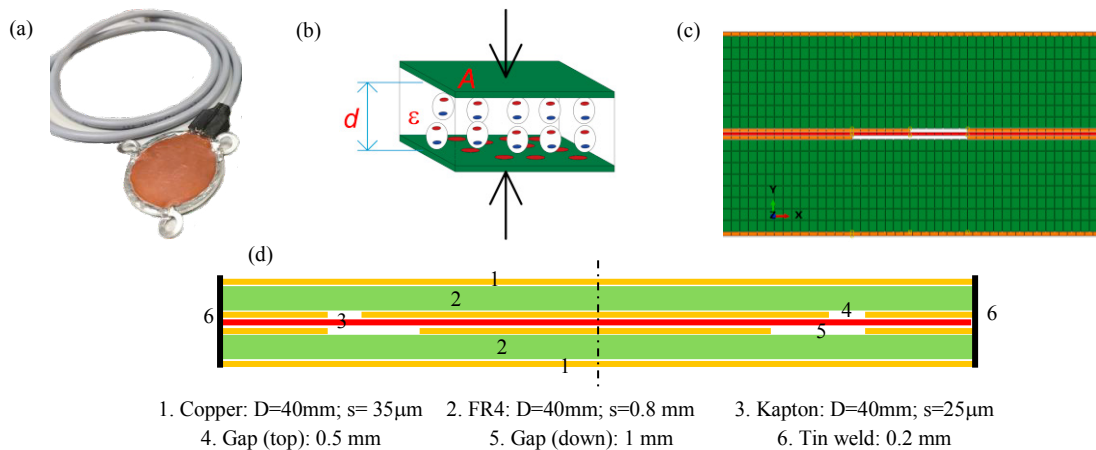 (a)
(b)
(c)
A
d
ε
Y
Z X
(d)
1
2
6 3 4 6
5
2
1
1. Copper: D=40mm; s= 35μm 2. FR4: D=40mm; s=0.8 mm 3. Kapton: D=40mm; s=25μm
4. Gap (top): 0.5 mm 5. Gap (down): 1 mm 6. Tin weld: 0.2 mm